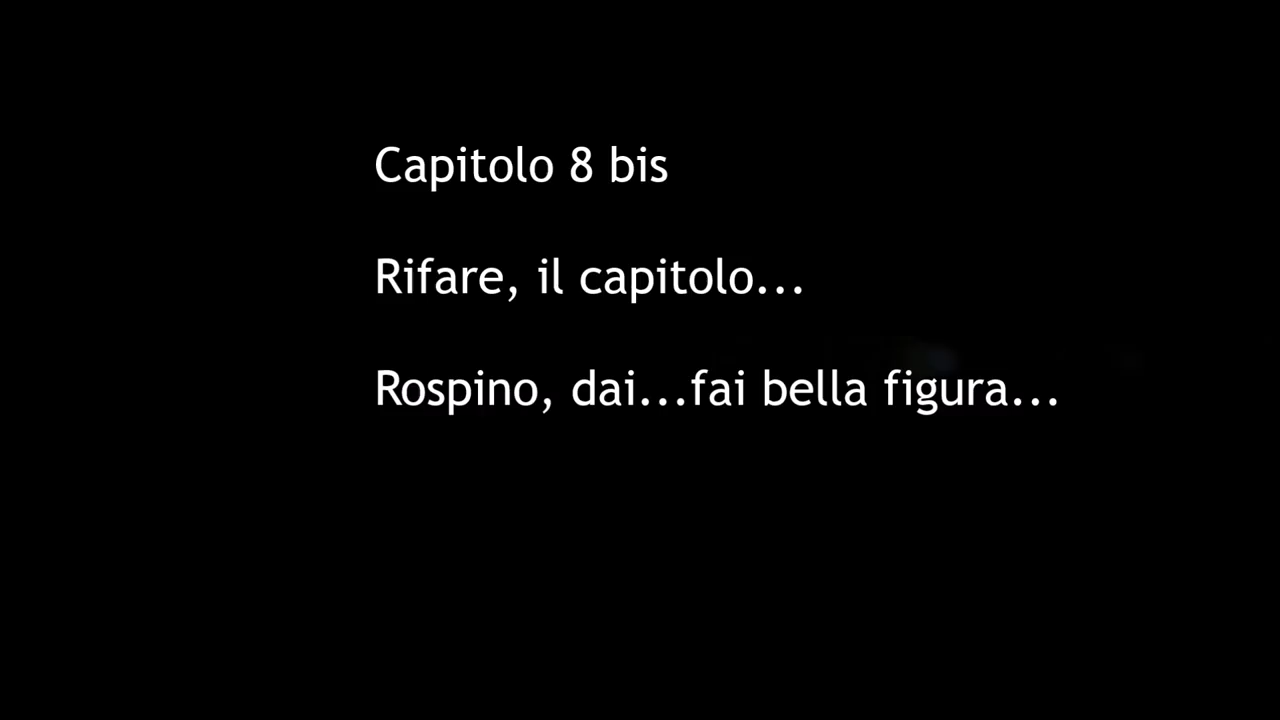 Capitolo 8 bis
Rifare, il capitolo...
Rospino, dai...fai bella figura...